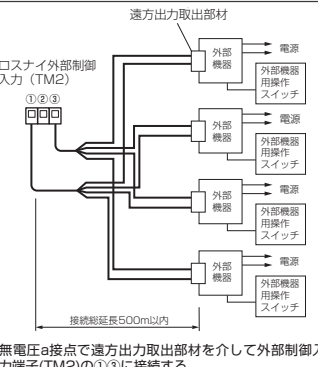 遠方出力取出部材
ロスナイ外部制御
入力（TM2）
①②③
外部
機器
電源
外部機器
用操作
スイッチ
外部
機器
電源
外部機器
用操作
スイッチ
外部
機器
電源
外部機器
用操作
スイッチ
外部
機器
電源
外部機器
用操作
スイッチ
接続総延長500m以内
無電圧a接点で遠方出力取出部材を介して外部制御入
力端子(TM2)の①③に接続する